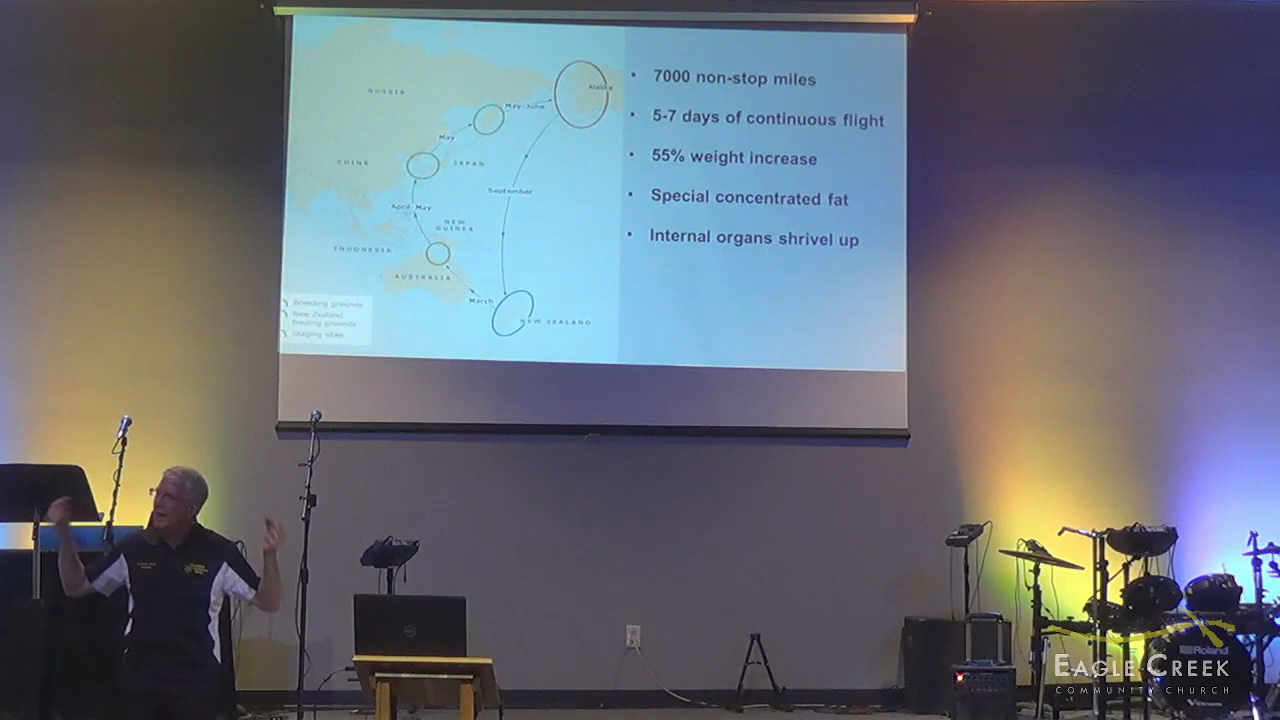 RUSSIA
Alaska
May-June
May
CHINA
JAPAN
September
April-May
NEW
GUINEA
INDONESIA
AUSTRALIA
March
NEW ZEALAND
Breeding grounds
New Zealand
feeding grounds
Staging sites
• 7000 non-stop miles
• 5-7 days of continuous flight
• 55% weight increase
• Special concentrated fat
• Internal organs shrivel up
DELL
Roland
V-Drums
EAGLE CREEK
COMMUNITY CHURCH